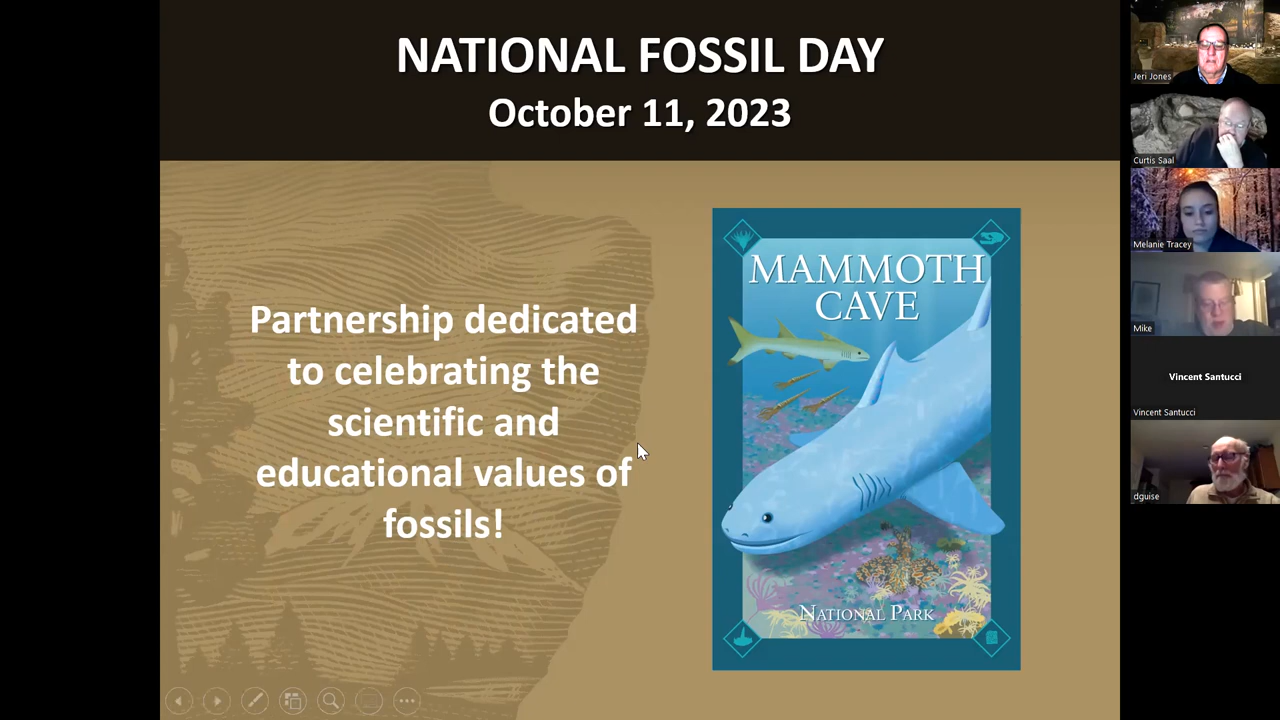 NATIONAL FOSSIL DAY
October 11, 2023
Partnership dedicated
to celebrating the
scientific and
educational values of
fossils!
MAMMOTH
CAVE
NATIONAL PARK
Jeri Jones
Curtis Saal
Melanie Tracey
Mike
Vincent Santucci
Vincent Santucci
dguise